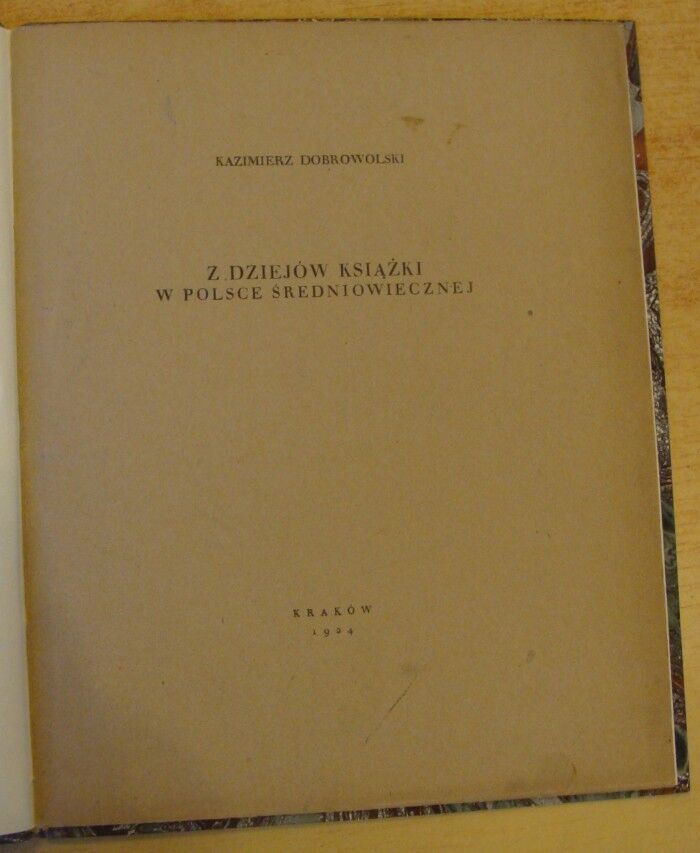 KAZIMIERZ DOBROWOLSKI
Z DZIEJÓW KSIĄŻKI
W POLSCE ŚREDNIOWIECZNEJ
KRAKÓW
1924